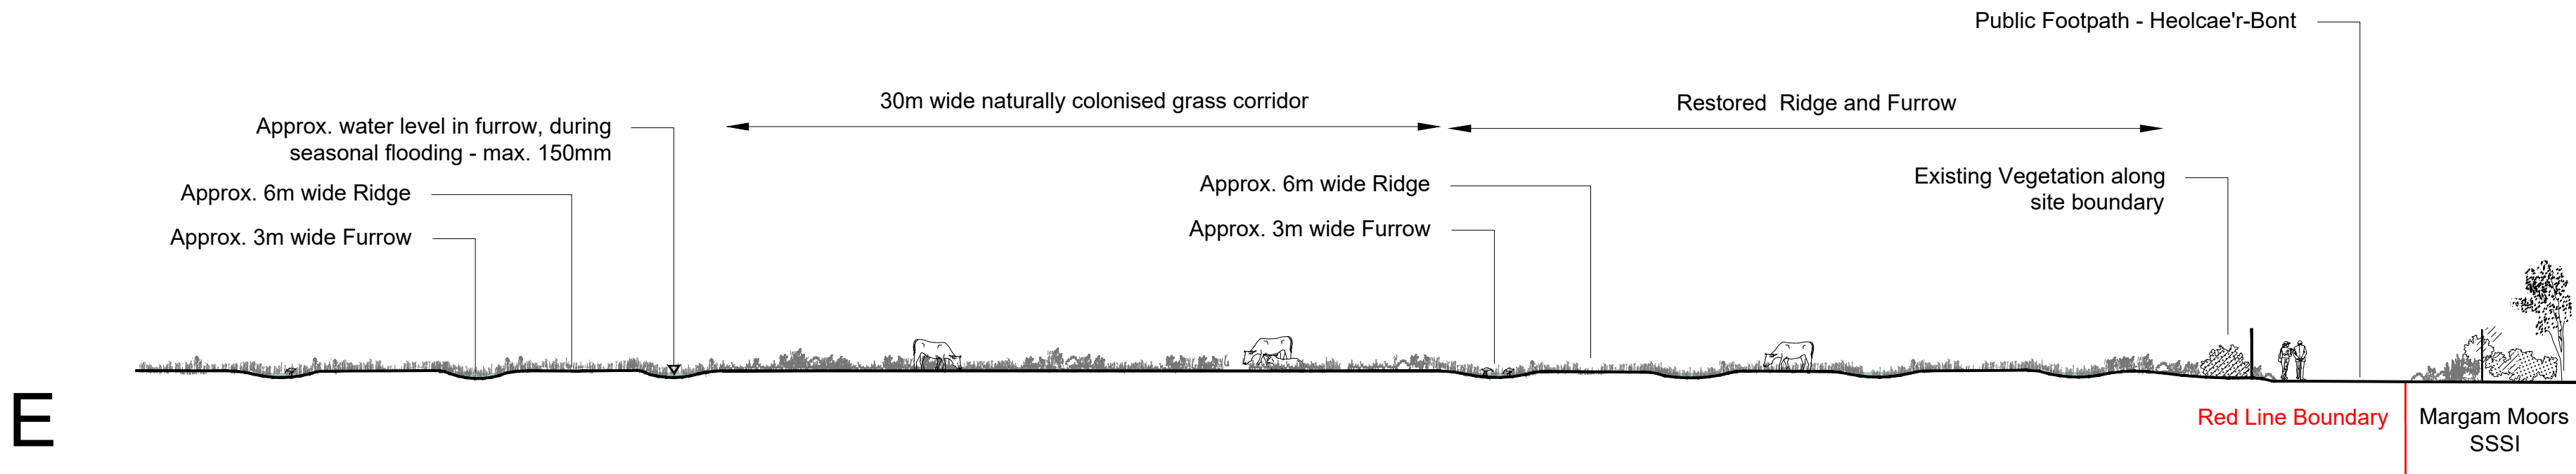 Public Footpath - Heolcae'r-Bont
30m wide naturally colonised grass corridor
Restored Ridge and Furrow
Approx. water level in furrow, during
seasonal flooding - max. 150mm
Approx. 6m wide Ridge
Approx. 3m wide Furrow
Approx. 6m wide Ridge
Approx. 3m wide Furrow
Existing Vegetation along
site boundary
E
Red Line Boundary
Margam Moors
SSSI